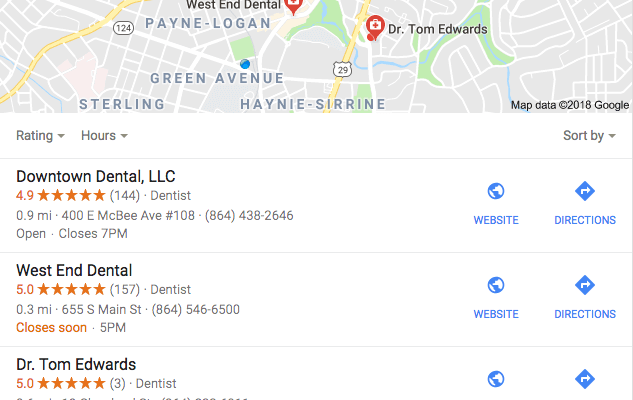 West End Dental
PAYNE-LOGAN
124
Dr. Tom Edwards
29
GREEN AVENUE
STERLING
HAYNIE-SIRRINE
Map data ©2018 Google
Rating Hours Sort by
Downtown Dental, LLC
4.9 ★★★★★ (144) · Dentist
0.9 mi · 400 E McBee Ave #108 · (864) 438-2646
WEBSITE DIRECTIONS
Open · Closes 7PM
West End Dental
5.0 ★★★★★ (157) · Dentist
0.3 mi · 655 S Main St · (864) 546-6500
WEBSITE DIRECTIONS
Closes soon · 5PM
Dr. Tom Edwards
5.0 ★★★★★ (3) · Dentist